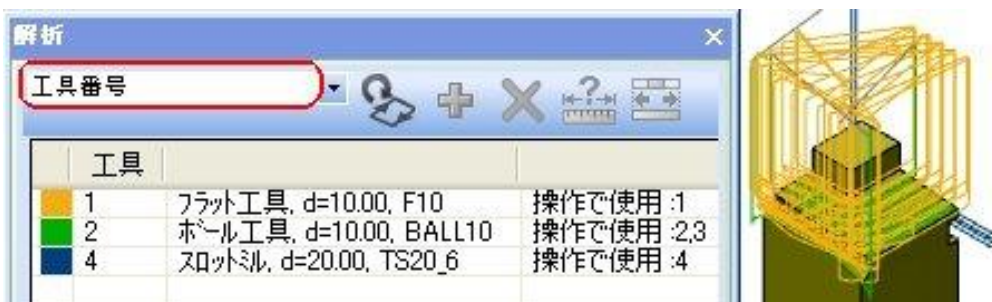 解析
工具番号
工具
1 フラット工具, d=10.00, F10 操作で使用 :1
2 ボール工具, d=10.00, BALL10 操作で使用 :2,3
4 スロットミル, d=20.00, TS20_6 操作で使用 :4